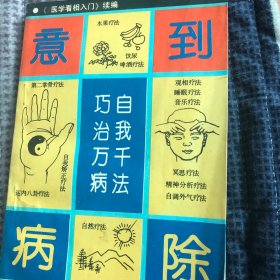 ●《医学看相入门》续编
意到
水果疗法
饮尿
啤酒疗法
第二掌骨疗法
自我矫正疗法
运内八卦疗法
自我千法
巧治万病
观相疗法
睡眠疗法
音乐疗法
冥思疗法
精神分析疗法
自调外气疗法
自然疗法
病除